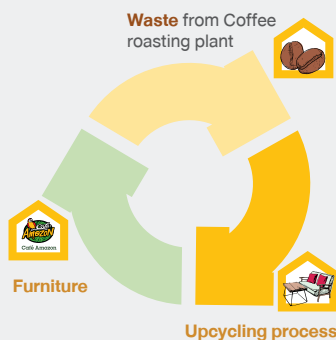 Waste from Coffee
roasting plant
Café
AmaZON
Café Amazon
Furniture
Upcycling process